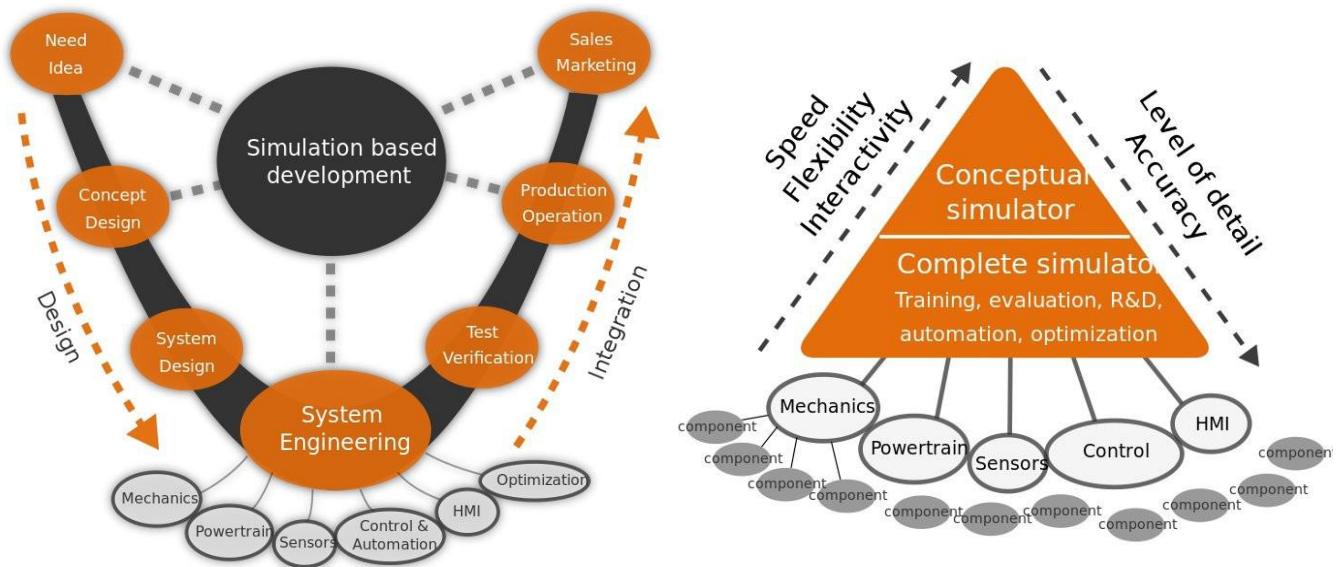 Need
Idea
Sales
Marketing
Simulation based
development
Concept
Design
Production
Operation
Design
Integration
System
Design
Test
Verification
System
Engineering
Mechanics
Powertrain
Sensors
Control &
Automation
HMI
Optimization
Speed
Flexibility
Interactivity
Level of detail
Accuracy
Conceptual
simulator
Complete simulator
Training, evaluation, R&D,
automation, optimization
Mechanics
Powertrain
Sensors
Control
HMI
component
component
component
component
component
component
component
component
component
component
component